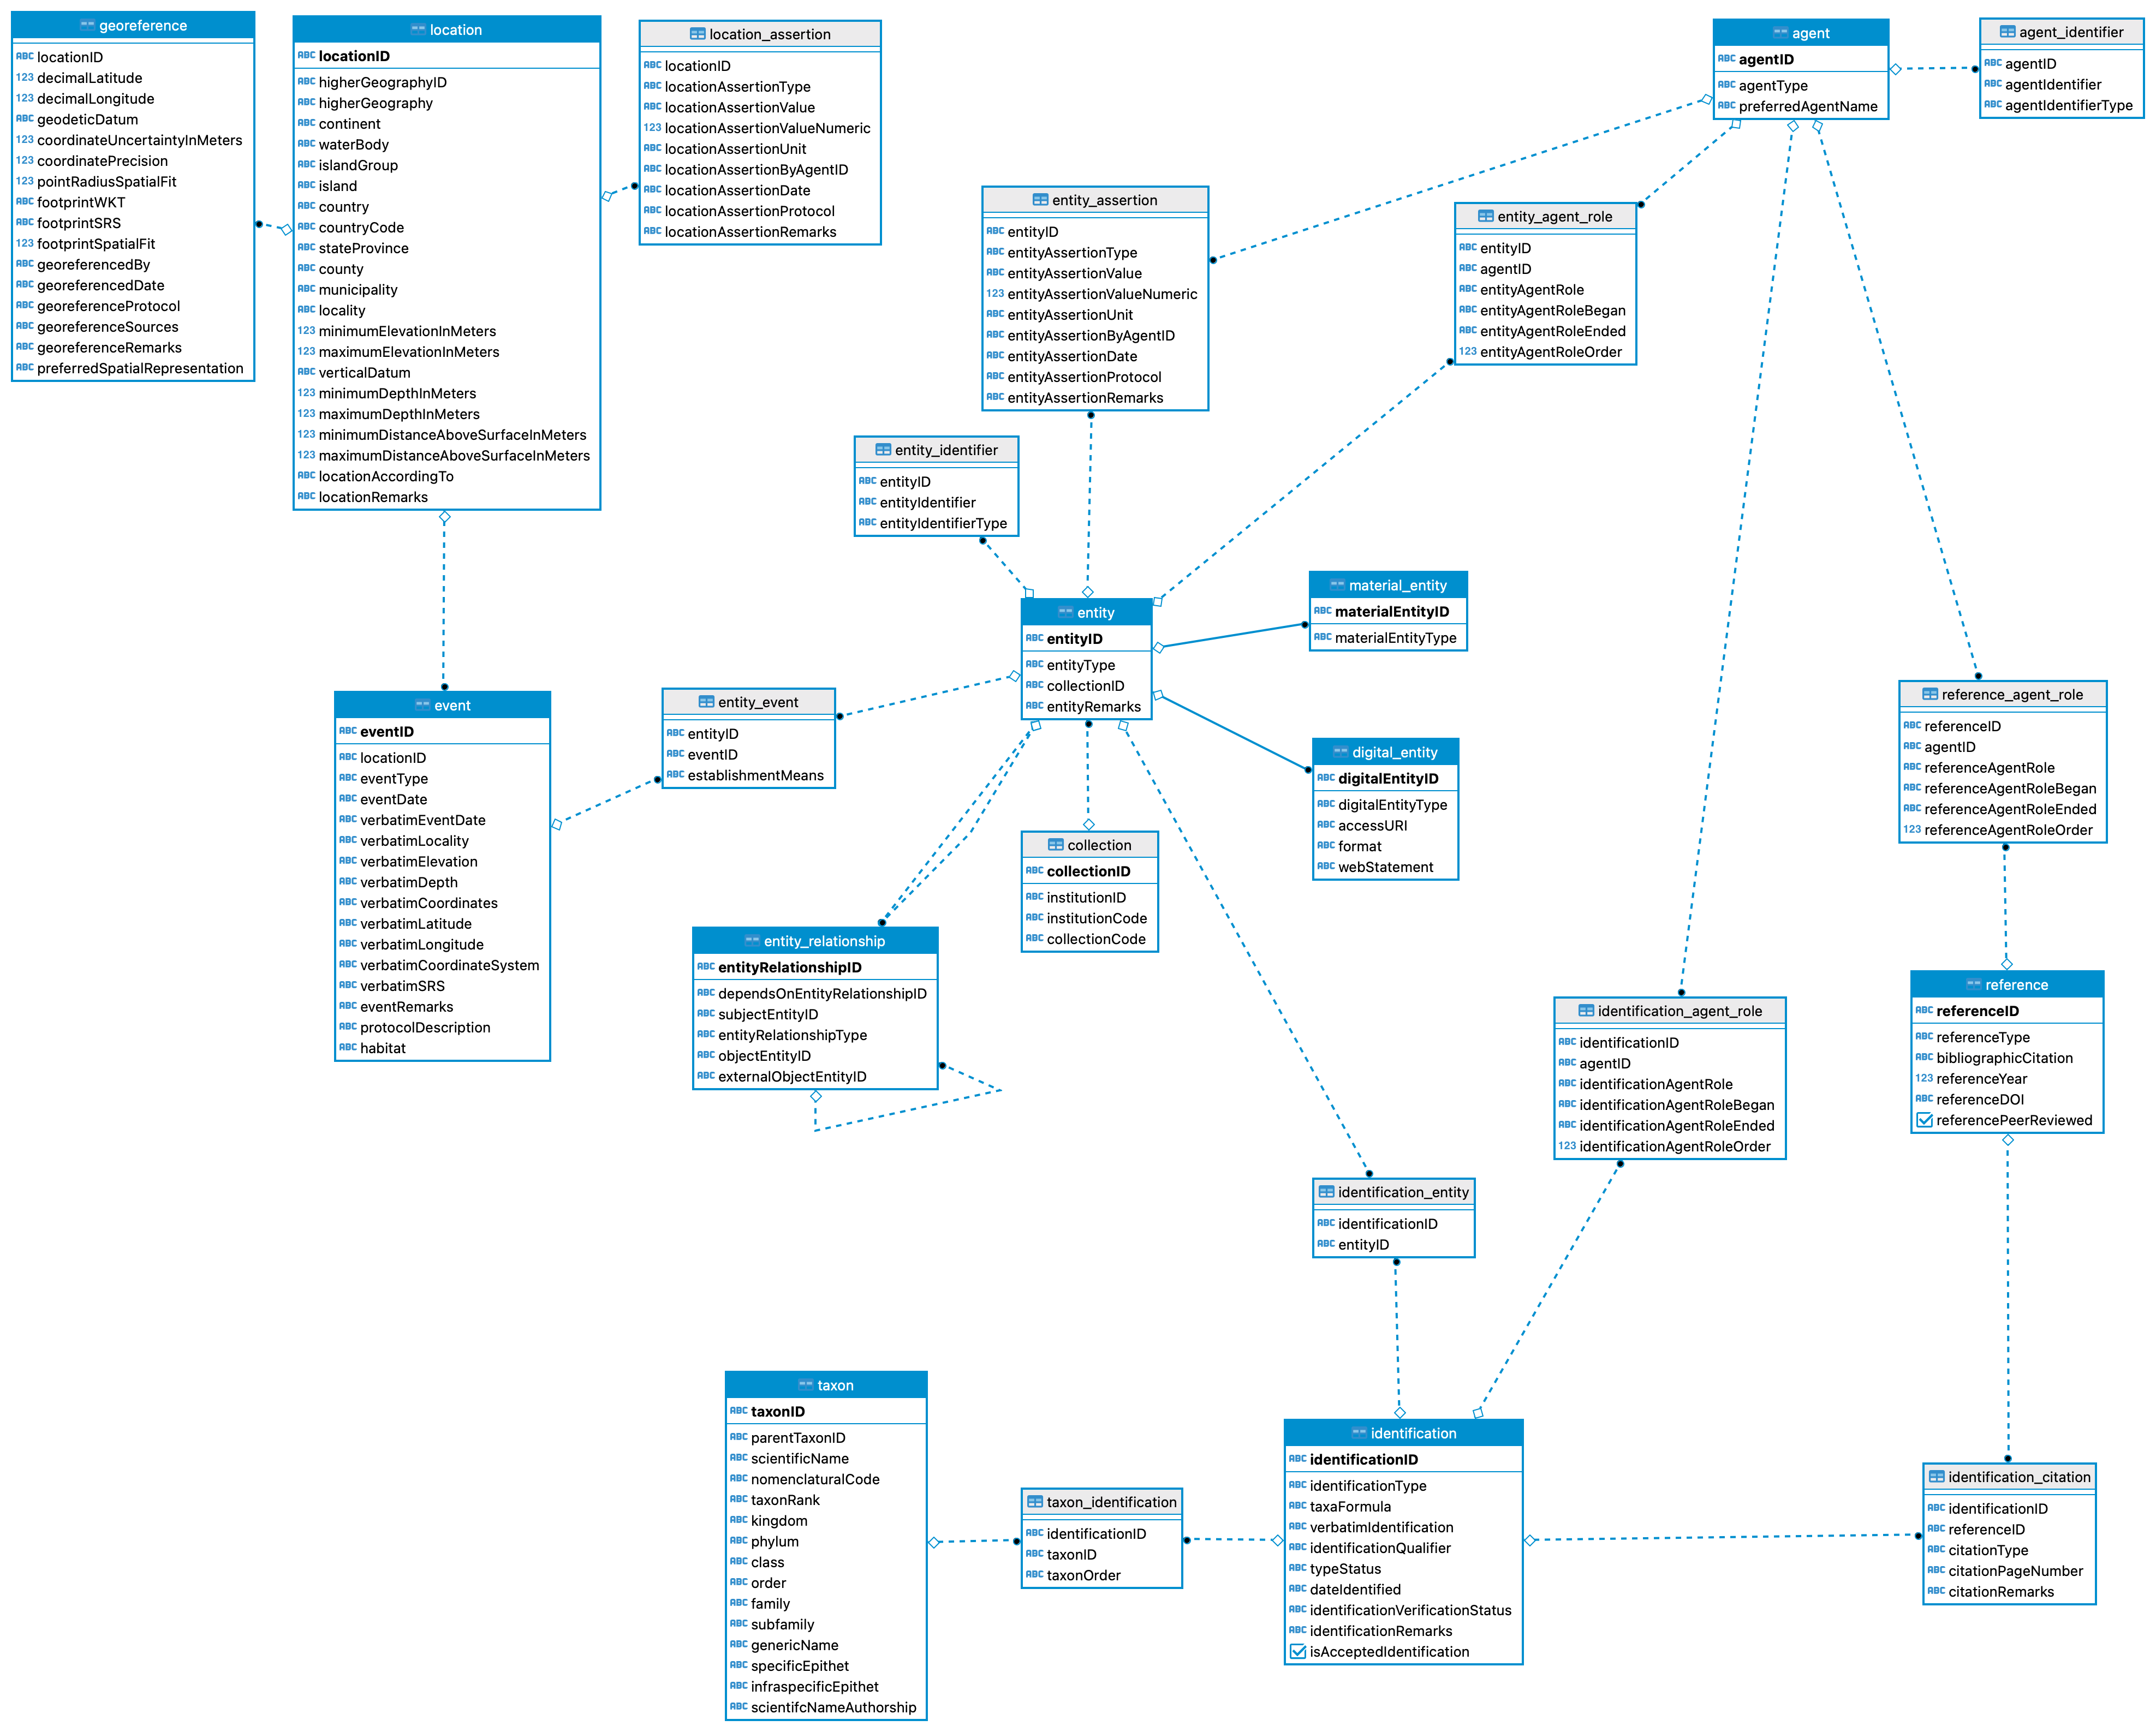 georeference
ABC locationID
123 decimalLatitude
123 decimalLongitude
ABC geodeticDatum
123 coordinateUncertaintyInMeters
123 coordinatePrecision
123 pointRadiusSpatialFit
ABC footprintWKT
ABC footprintSRS
123 footprintSpatialFit
ABC georeferencedBy
ABC georeferencedDate
ABC georeferenceProtocol
ABC georeferenceSources
ABC georeferenceRemarks
ABC preferredSpatialRepresentation
location
ABC locationID
ABC higherGeographyID
ABC higherGeography
ABC continent
ABC waterBody
ABC islandGroup
ABC island
ABC country
ABC countryCode
ABC stateProvince
ABC county
ABC municipality
ABC locality
123 minimumElevationInMeters
123 maximumElevationInMeters
ABC verticalDatum
123 minimumDepthInMeters
123 maximumDepthInMeters
123 minimumDistanceAboveSurfaceInMeters
123 maximumDistanceAboveSurfaceInMeters
ABC locationAccordingTo
ABC locationRemarks
location_assertion
ABC locationID
ABC locationAssertionType
ABC locationAssertionValue
123 locationAssertionValueNumeric
ABC locationAssertionUnit
ABC locationAssertionByAgentID
ABC locationAssertionDate
ABC locationAssertionProtocol
ABC locationAssertionRemarks
agent
ABC agentID
ABC agentType
ABC preferredAgentName
agent_identifier
ABC agentID
ABC agentIdentifier
ABC agentIdentifierType
entity_assertion
ABC entityID
ABC entityAssertionType
ABC entityAssertionValue
123 entityAssertionValueNumeric
ABC entityAssertionUnit
ABC entityAssertionByAgentID
ABC entityAssertionDate
ABC entityAssertionProtocol
ABC entityAssertionRemarks
entity_agent_role
ABC entityID
ABC agentID
ABC entityAgentRole
ABC entityAgentRoleBegan
ABC entityAgentRoleEnded
123 entityAgentRoleOrder
entity_identifier
ABC entityID
ABC entityIdentifier
ABC entityIdentifierType
entity
ABC entityID
ABC entityType
ABC collectionID
ABC entityRemarks
material_entity
ABC materialEntityID
ABC materialEntityType
digital_entity
ABC digitalEntityID
ABC digitalEntityType
ABC accessURI
ABC format
ABC webStatement
event
ABC eventID
ABC locationID
ABC eventType
ABC eventDate
ABC verbatimEventDate
ABC verbatimLocality
ABC verbatimElevation
ABC verbatimDepth
ABC verbatimCoordinates
ABC verbatimLatitude
ABC verbatimLongitude
ABC verbatimCoordinateSystem
ABC verbatimSRS
ABC eventRemarks
ABC protocolDescription
ABC habitat
entity_event
ABC entityID
ABC eventID
ABC establishmentMeans
collection
ABC collectionID
ABC institutionID
ABC institutionCode
ABC collectionCode
entity_relationship
ABC entityRelationshipID
ABC dependsOnEntityRelationshipID
ABC subjectEntityID
ABC entityRelationshipType
ABC objectEntityID
ABC externalObjectEntityID
reference_agent_role
ABC referenceID
ABC agentID
ABC referenceAgentRole
ABC referenceAgentRoleBegan
ABC referenceAgentRoleEnded
123 referenceAgentRoleOrder
identification_agent_role
ABC identificationID
ABC agentID
ABC identificationAgentRole
ABC identificationAgentRoleBegan
ABC identificationAgentRoleEnded
123 identificationAgentRoleOrder
reference
ABC referenceID
ABC referenceType
ABC bibliographicCitation
123 referenceYear
ABC referenceDOI
referencePeerReviewed
identification_entity
ABC identificationID
ABC entityID
taxon
ABC taxonID
ABC parentTaxonID
ABC scientificName
ABC nomenclaturalCode
ABC taxonRank
ABC kingdom
ABC phylum
ABC class
ABC order
ABC family
ABC subfamily
ABC genericName
ABC specificEpithet
ABC infraspecificEpithet
ABC scientifcNameAuthorship
taxon_identification
ABC identificationID
ABC taxonID
ABC taxonOrder
identification
ABC identificationID
ABC identificationType
ABC taxaFormula
ABC verbatimIdentification
ABC identificationQualifier
ABC typeStatus
ABC dateIdentified
ABC identificationVerificationStatus
ABC identificationRemarks
isAcceptedIdentification
identification_citation
ABC identificationID
ABC referenceID
ABC citationType
ABC citationPageNumber
ABC citationRemarks